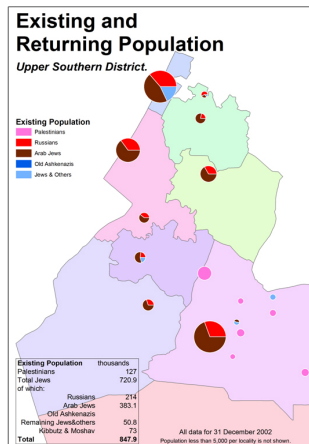 Existing and
Returning Population
Upper Southern District.
Existing Population
Palestinians
Russians
Arab Jews
Old Ashkenazis
Jews & Others
Existing Population thousands
Palestinians 127
Total Jews 720.9
of which:
Russians 214
Arab Jews 383.1
Old Ashkenazis
Remaining Jews&others 50.8
Kibbutz & Moshav 73
Total 847.9
All data for 31 December 2002
Population less than 5,000 per locality is not shown.